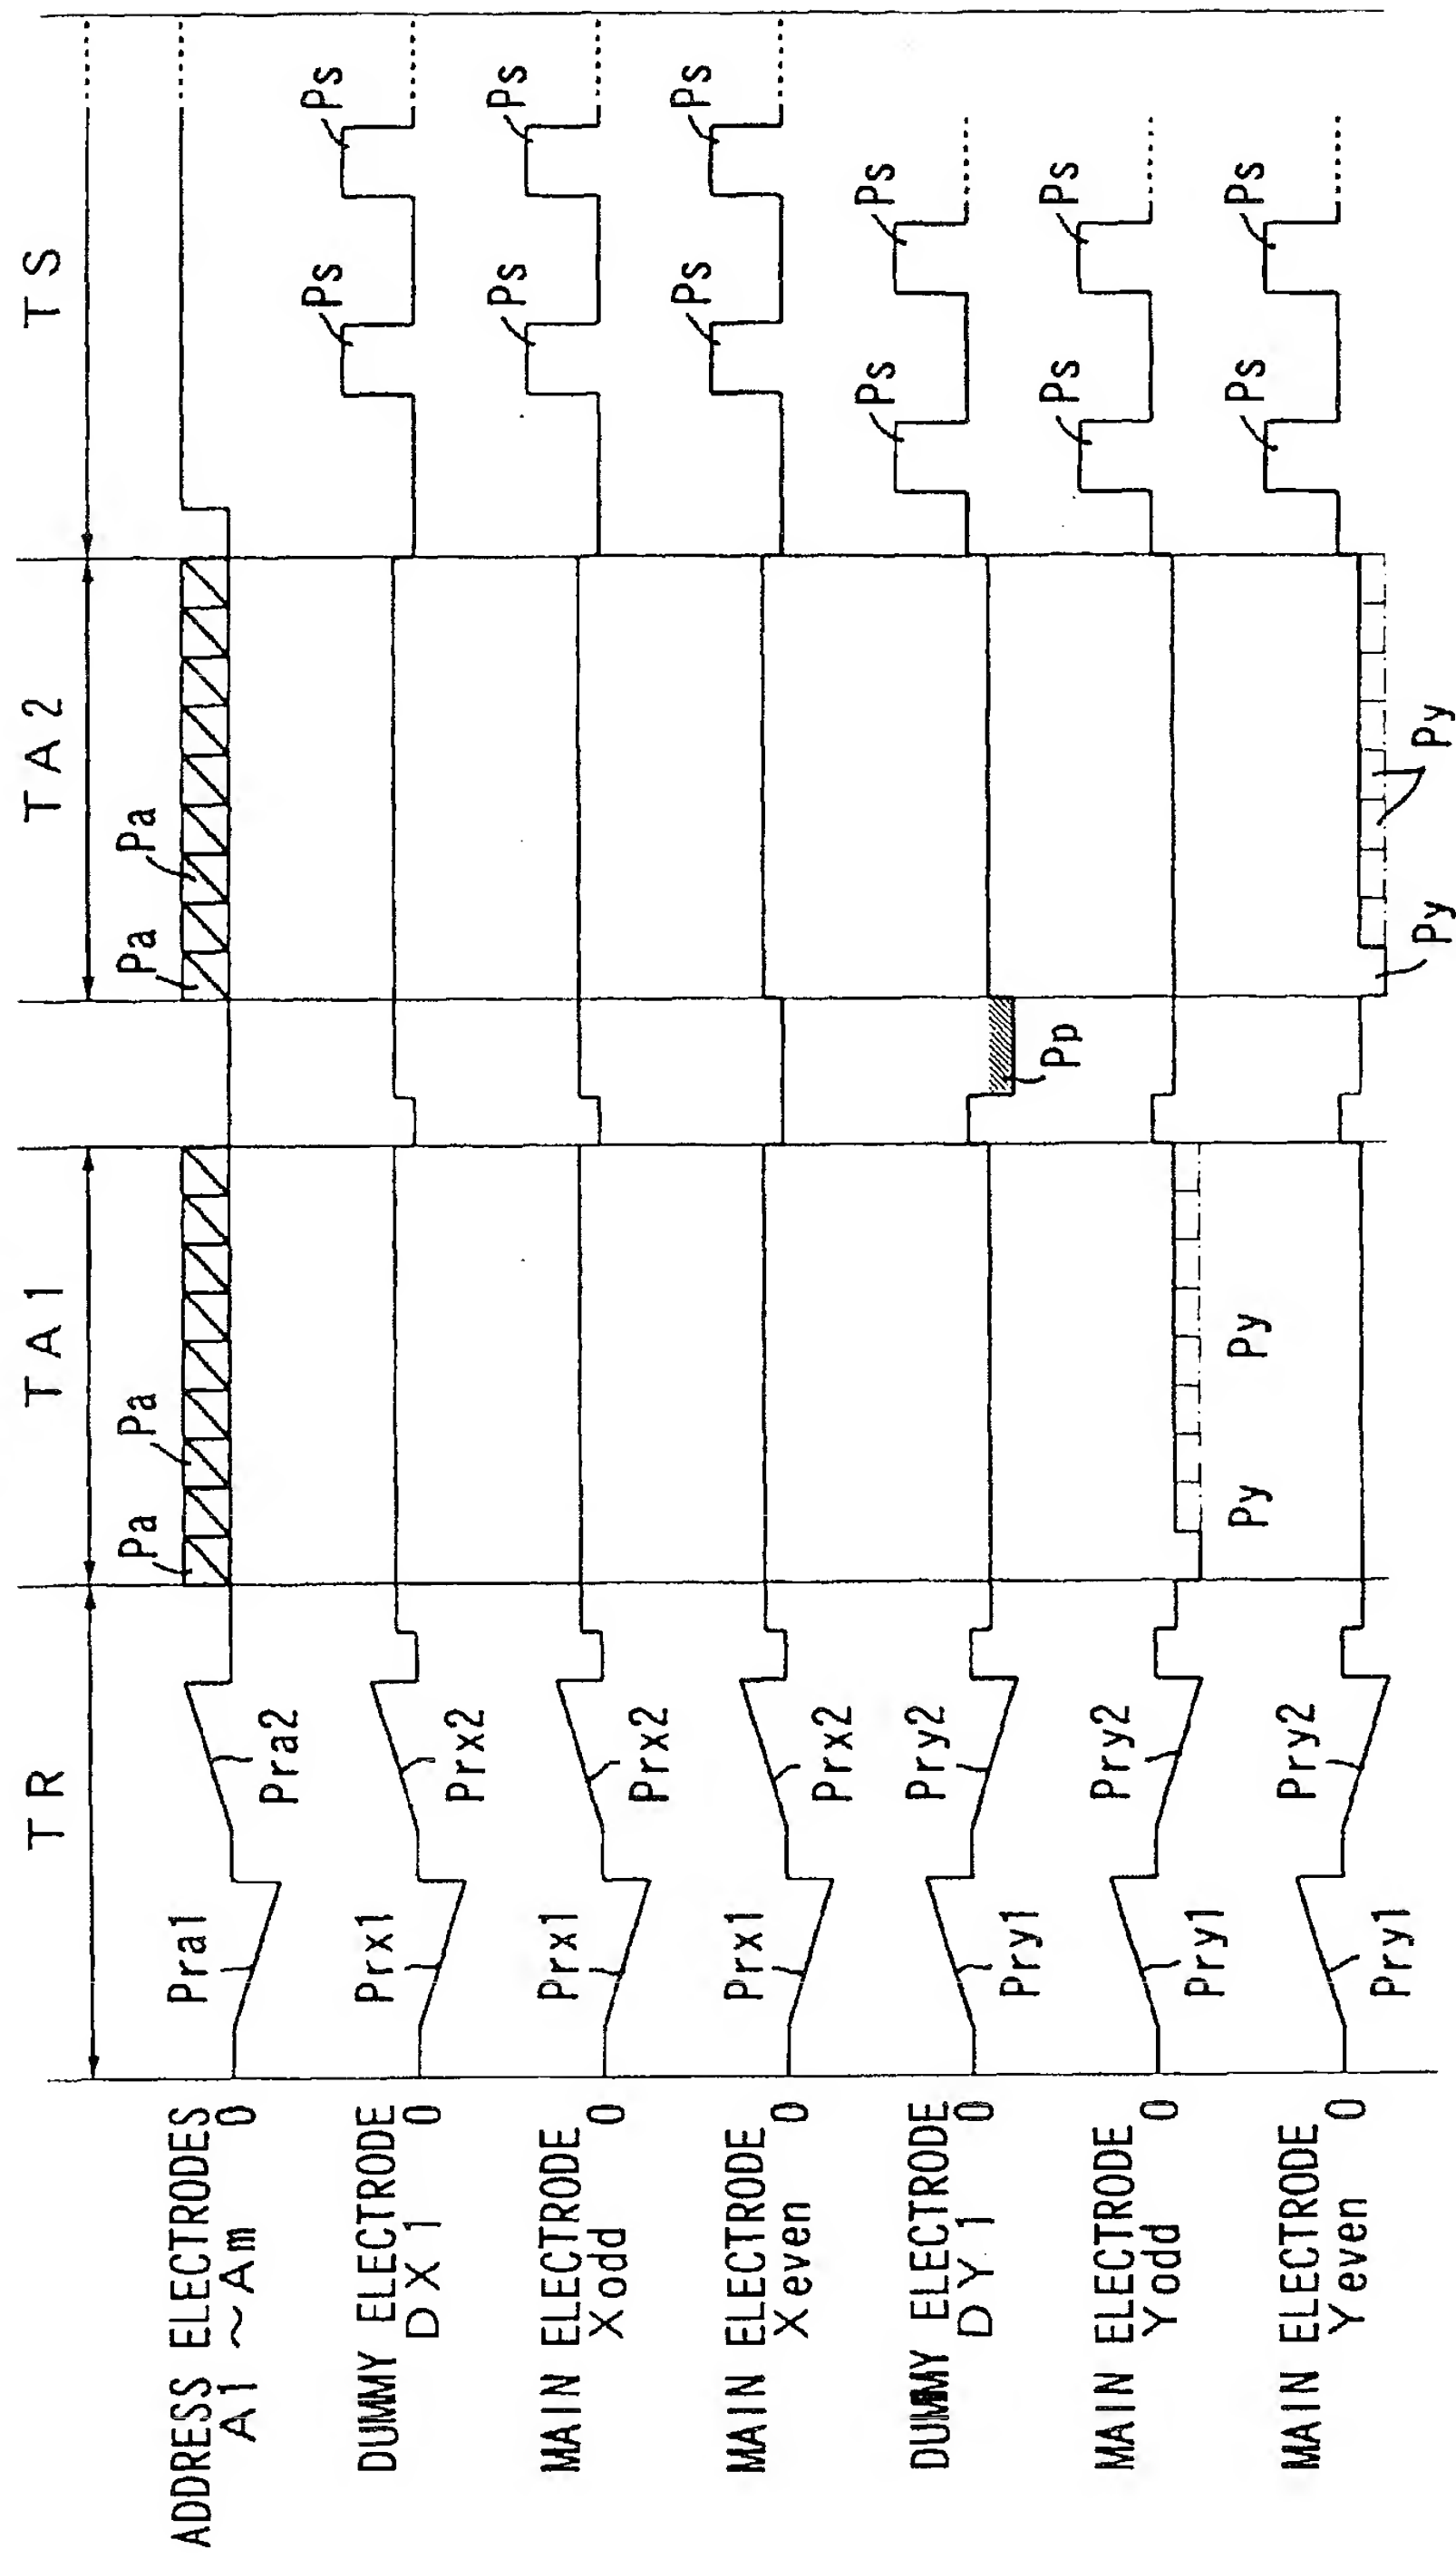 TR
TA1
TA2
TS
ADDRESS ELECTRODES
A1 ~ Am
0
Pra1
Pra2
Pa
Pa
Pa
Pa
DUMMY ELECTRODE
DX1
0
Prx1
Prx2
Ps
Ps
MAIN ELECTRODE
Xodd
0
Prx1
Prx2
Ps
Ps
MAIN ELECTRODE
Xeven
0
Prx1
Prx2
Ps
Ps
DUMMY ELECTRODE
DY1
0
Pry1
Pry2
Pp
Ps
Ps
MAIN ELECTRODE
Yodd
0
Pry1
Pry2
Py
Py
Ps
Ps
MAIN ELECTRODE
Yeven
0
Pry1
Pry2
Py
Py
Ps
Ps